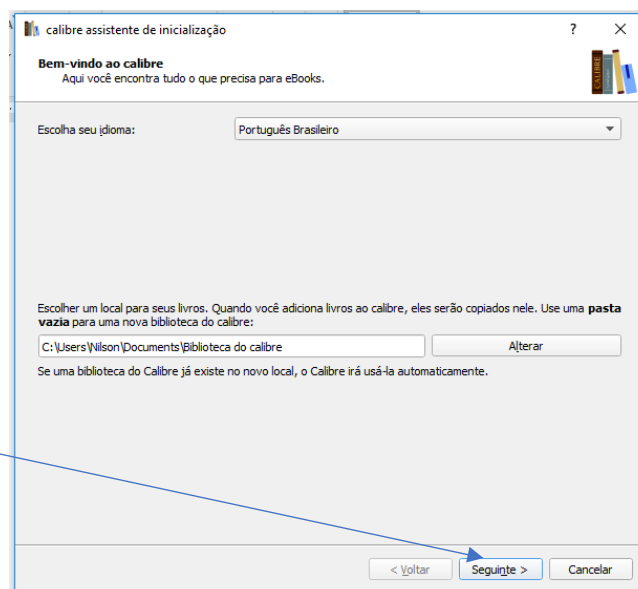 calibre assistente de inicialização
Bem-vindo ao calibre
Aqui você encontra tudo o que precisa para eBooks.
CALIBRE
Escolha seu idioma:
Português Brasileiro
Escolher um local para seus livros. Quando você adiciona livros ao calibre, eles serão copiados nele. Use uma pasta
vazia para uma nova biblioteca do calibre:
C:\Users\Nilson\Documents\Biblioteca do calibre
Alterar
Se uma biblioteca do Calibre já existe no novo local, o Calibre irá usá-la automaticamente.
< Voltar
Seguinte >
Cancelar